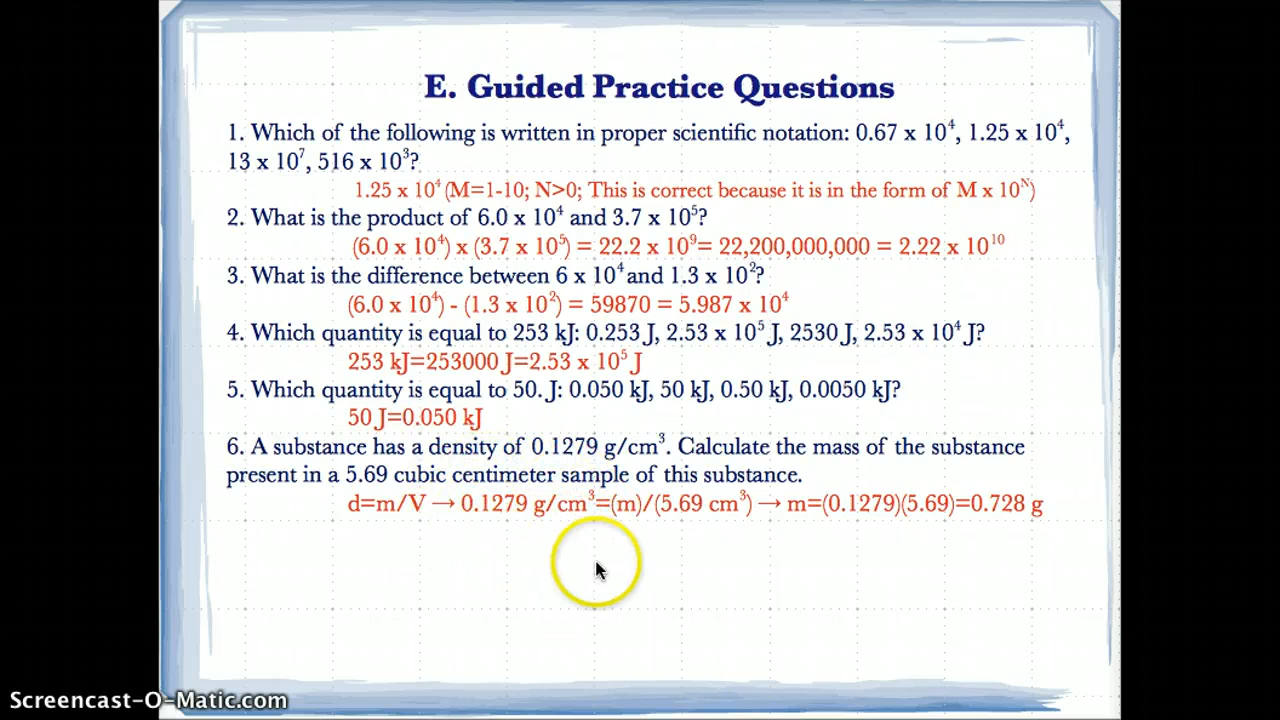 E. Guided Practice Questions
1. Which of the following is written in proper scientific notation: 0.67 x 10⁴, 1.25 x 10⁴,
13 x 10⁷, 516 x 10³?
1.25 x 10⁴ (M=1-10; N>0; This is correct because it is in the form of M x 10ᴺ)
2. What is the product of 6.0 x 10⁴ and 3.7 x 10⁵?
(6.0 x 10⁴) x (3.7 x 10⁵) = 22.2 x 10⁹= 22,200,000,000 = 2.22 x 10¹⁰
3. What is the difference between 6 x 10⁴ and 1.3 x 10²?
(6.0 x 10⁴) - (1.3 x 10²) = 59870 = 5.987 x 10⁴
4. Which quantity is equal to 253 kJ: 0.253 J, 2.53 x 10⁵ J, 2530 J, 2.53 x 10⁴ J?
253 kJ=253000 J=2.53 x 10⁵ J
5. Which quantity is equal to 50. J: 0.050 kJ, 50 kJ, 0.50 kJ, 0.0050 kJ?
50 J=0.050 kJ
6. A substance has a density of 0.1279 g/cm³. Calculate the mass of the substance
present in a 5.69 cubic centimeter sample of this substance.
d=m/V → 0.1279 g/cm³=(m)/(5.69 cm³) → m=(0.1279)(5.69)=0.728 g
Screencast-O-Matic.com